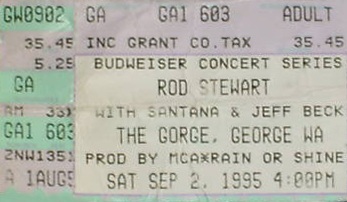 GW0902 GA GA1 603 ADULT
35.45 INC GRANT CO.TAX 35.45
5.25 BUDWEISER CONCERT SERIES
GA ROD STEWART
WITH SANTANA & JEFF BECK
GA1 603 THE GORGE, GEORGE WA
2NW1351 PROD BY MCA*RAIN OR SHINE
A 1AUG5 SAT SEP 2, 1995 4:00PM